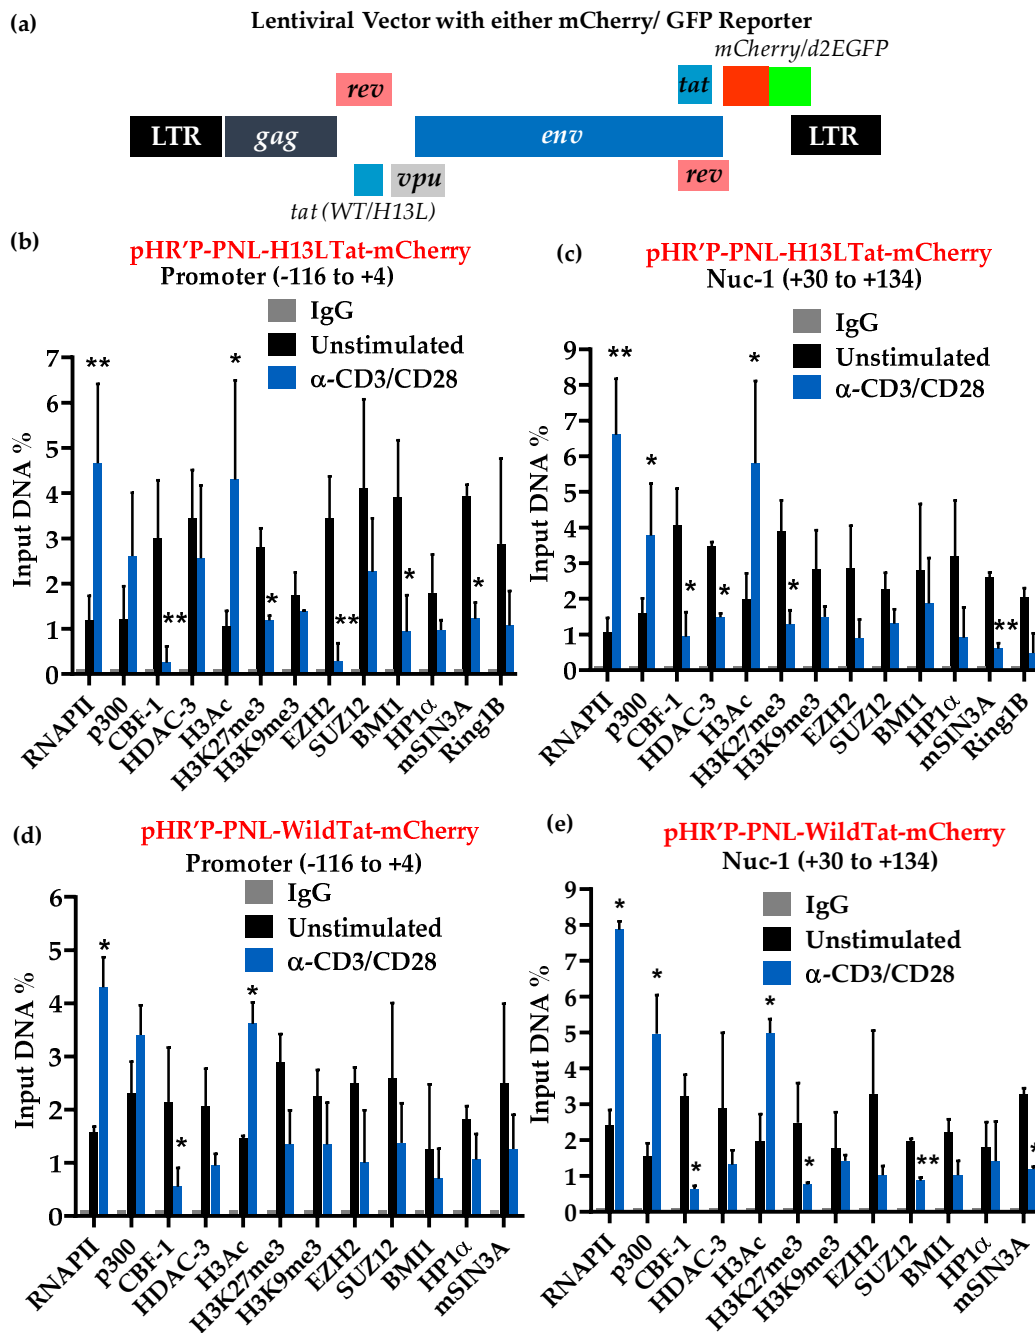 (a)
Lentiviral Vector with either mCherry/ GFP Reporter
mCherry/d2EGFP
rev
tat
LTR
gag
env
LTR
vpu
rev
tat (WT/H13L)
(b)
pHR’P-PNL-H13LTat-mCherry
Promoter (-116 to +4)
IgG
Unstimulated
α-CD3/CD28
Input DNA %
7
6
5
4
3
2
1
0
** ** * * ** * *
RNAPII
p300
CBF-1
HDAC-3
H3Ac
H3K27me3
H3K9me3
EZH2
SUZ12
BMI1
HP1α
mSIN3A
Ring1B
(c)
pHR’P-PNL-H13LTat-mCherry
Nuc-1 (+30 to +134)
IgG
Unstimulated
α-CD3/CD28
Input DNA %
9
8
7
6
5
4
3
2
1
0
** * * * * * **
RNAPII
p300
CBF-1
HDAC-3
H3Ac
H3K27me3
H3K9me3
EZH2
SUZ12
BMI1
HP1α
mSIN3A
Ring1B
(d)
pHR’P-PNL-WildTat-mCherry
Promoter (-116 to +4)
IgG
Unstimulated
α-CD3/CD28
Input DNA %
6
5
4
3
2
1
0
* * *
RNAPII
p300
CBF-1
HDAC-3
H3Ac
H3K27me3
H3K9me3
EZH2
SUZ12
BMI1
HP1α
mSIN3A
(e)
pHR’P-PNL-WildTat-mCherry
Nuc-1 (+30 to +134)
IgG
Unstimulated
α-CD3/CD28
Input DNA %
9
8
7
6
5
4
3
2
1
0
* * * * * ** *
RNAPII
p300
CBF-1
HDAC-3
H3Ac
H3K27me3
H3K9me3
EZH2
SUZ12
BMI1
HP1α
mSIN3A